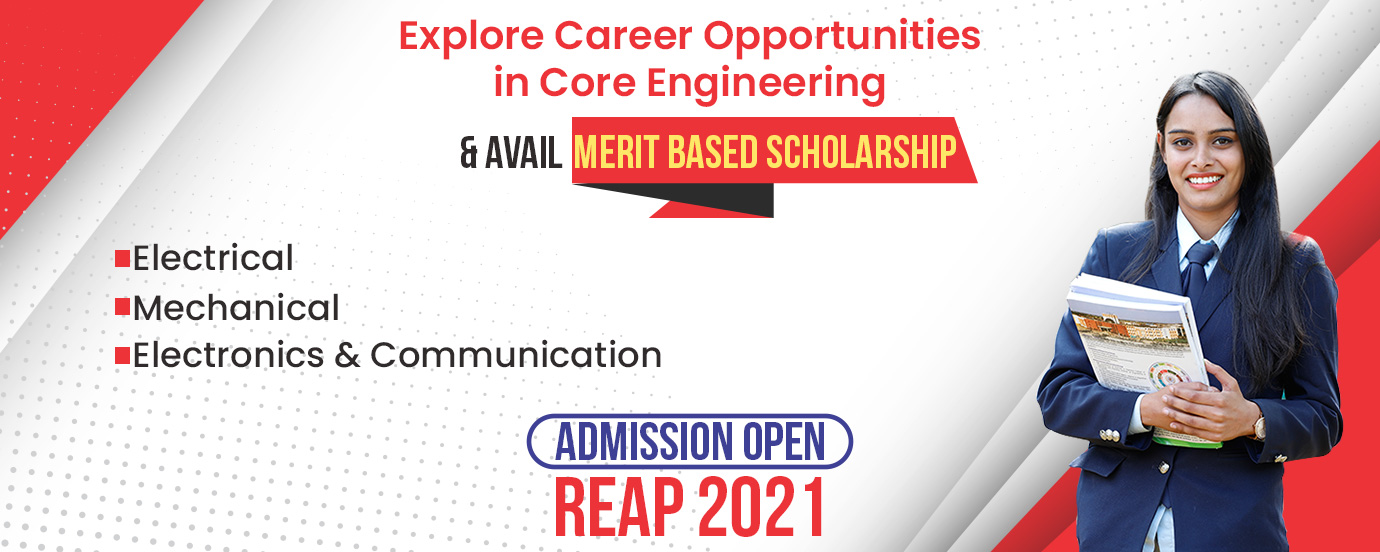 Explore Career Opportunities
in Core Engineering
& AVAIL MERIT BASED SCHOLARSHIP
Electrical
Mechanical
Electronics & Communication
ADMISSION OPEN
REAP 2021